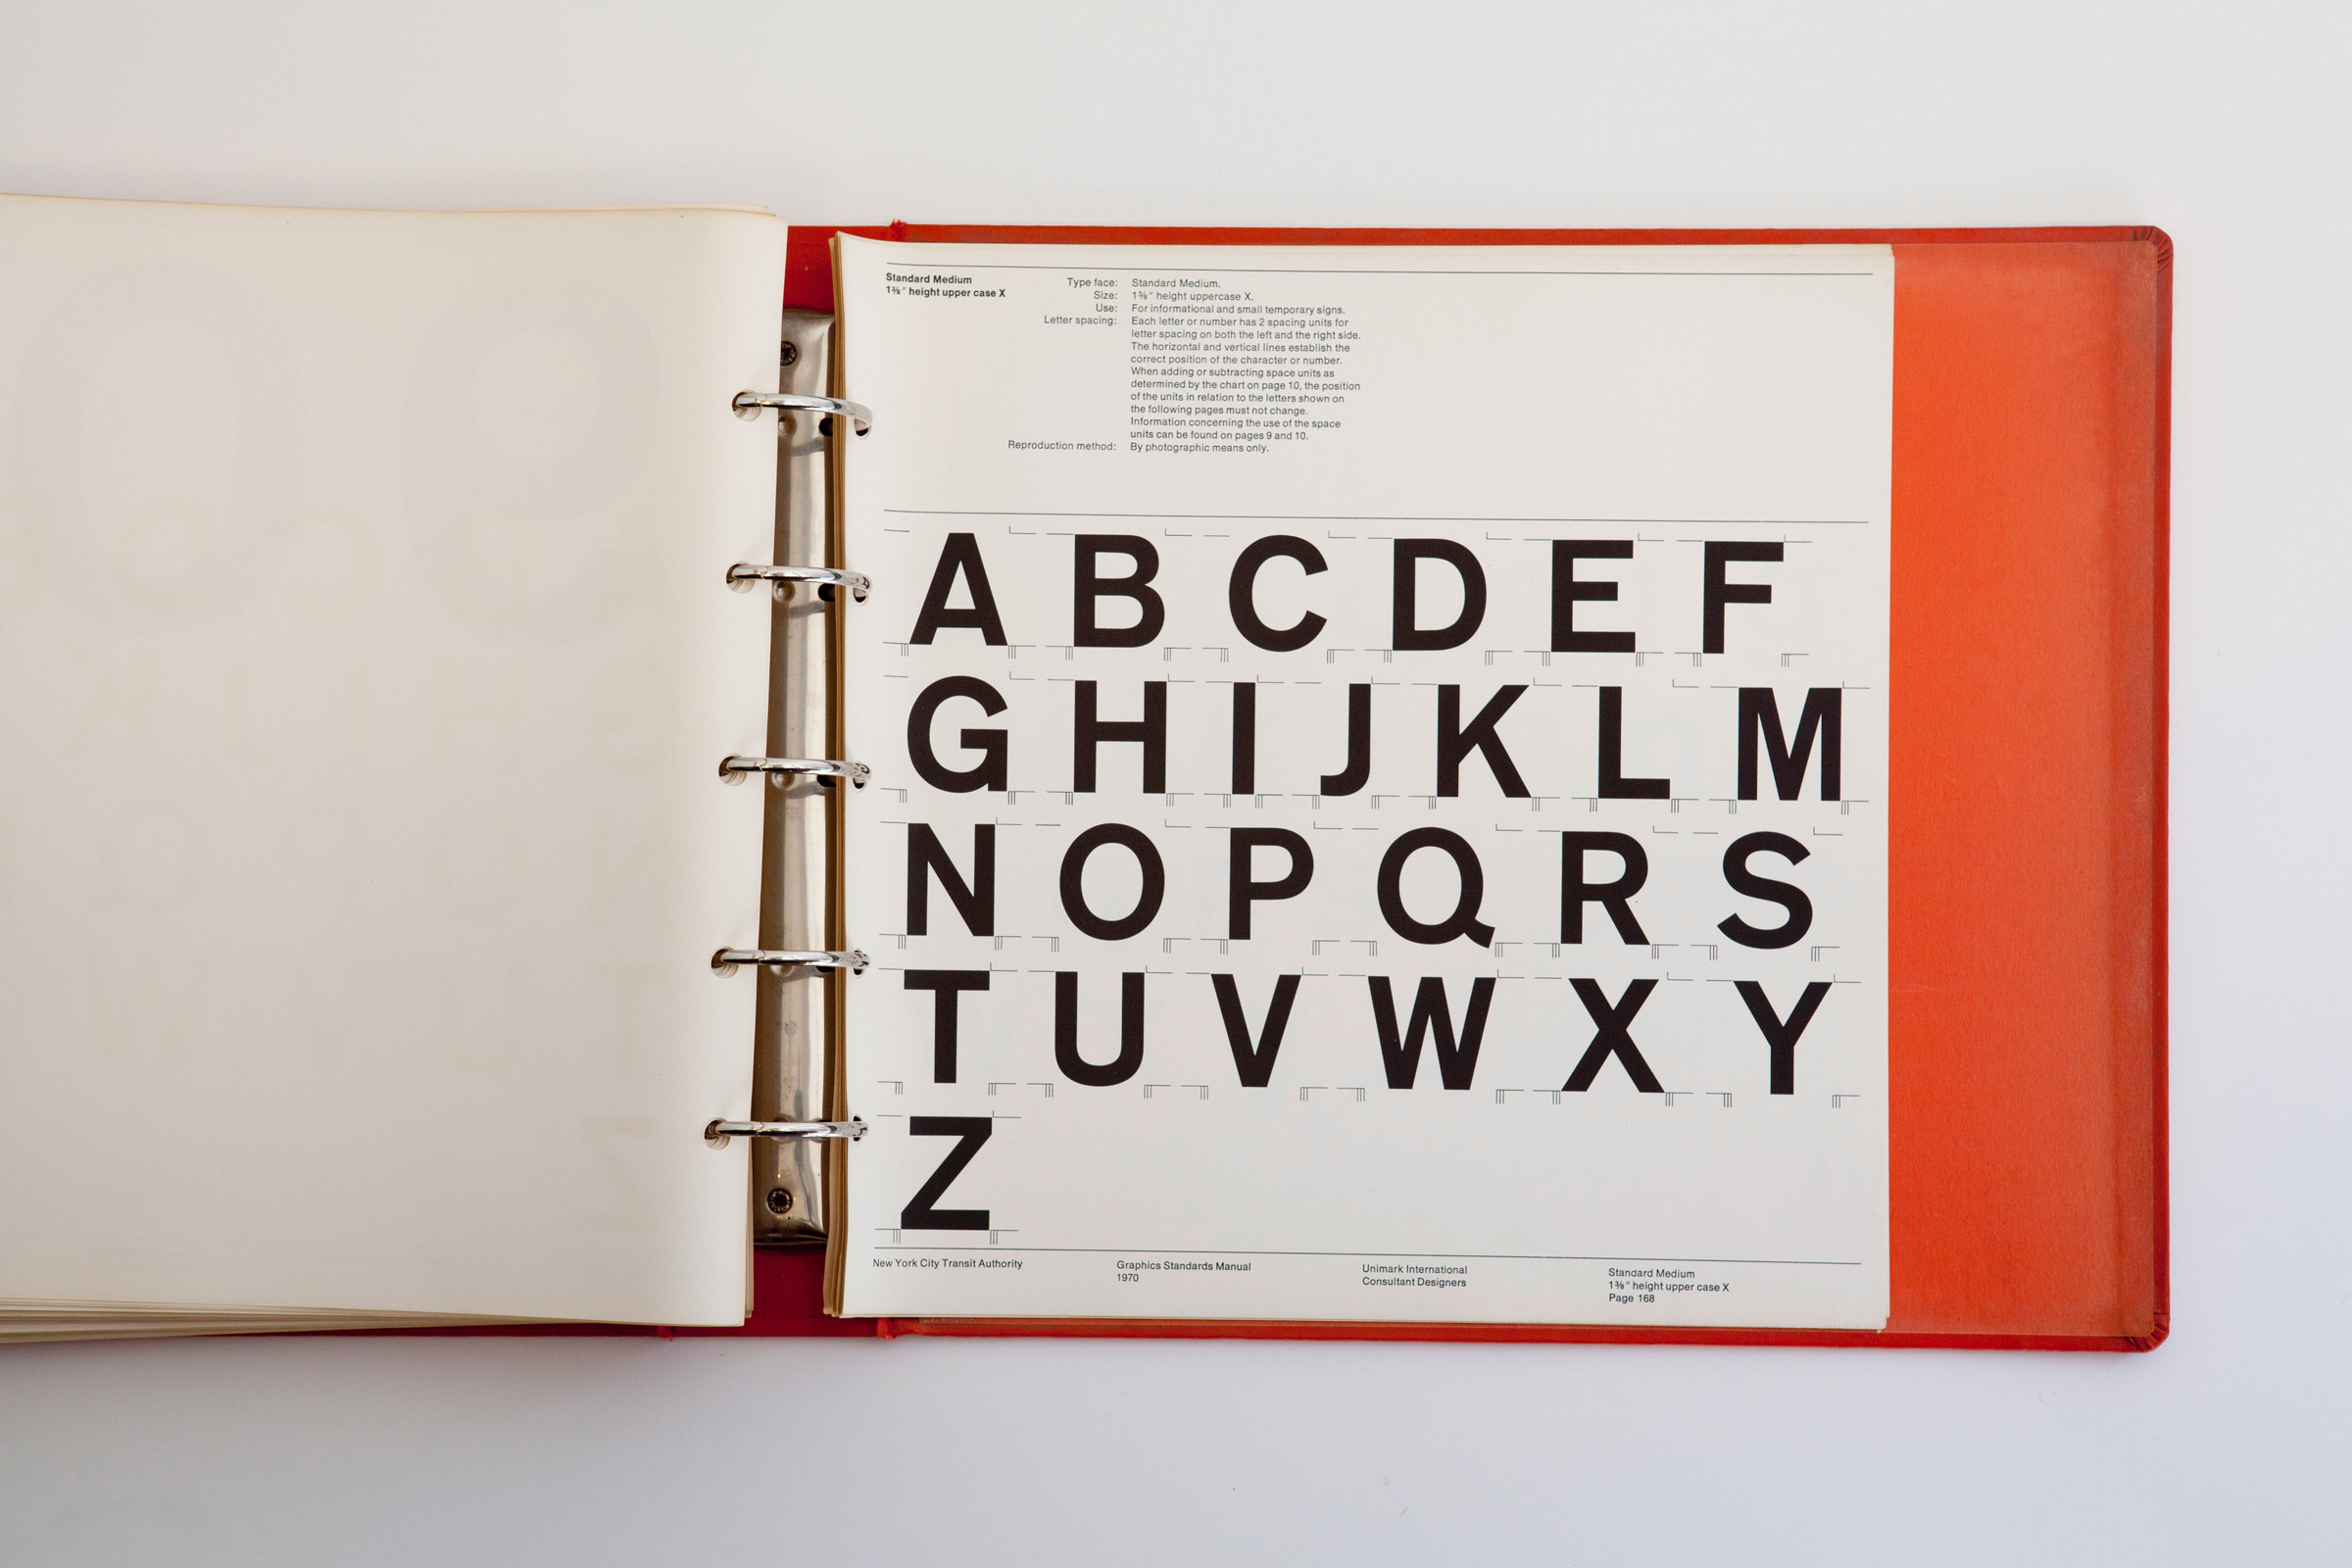 Standard Medium
1⅜″ height upper case X
Type face: Standard Medium.
Size: 1⅜″ height uppercase X.
Use: For informational and small temporary signs.
Letter spacing: Each letter or number has 2 spacing units for
letter spacing on both the left and the right side.
The horizontal and vertical lines establish the
correct position of the character or number.
When adding or subtracting space units as
determined by the chart on page 10, the position
of the units in relation to the letters shown on
the following pages must not change.
Information concerning the use of the space
units can be found on pages 9 and 10.
Reproduction method: By photographic means only.
A B C D E F
G H I J K L M
N O P Q R S
T U V W X Y
Z
New York City Transit Authority
Graphics Standards Manual
1970
Unimark International
Consultant Designers
Standard Medium
1⅜″ height upper case X
Page 168